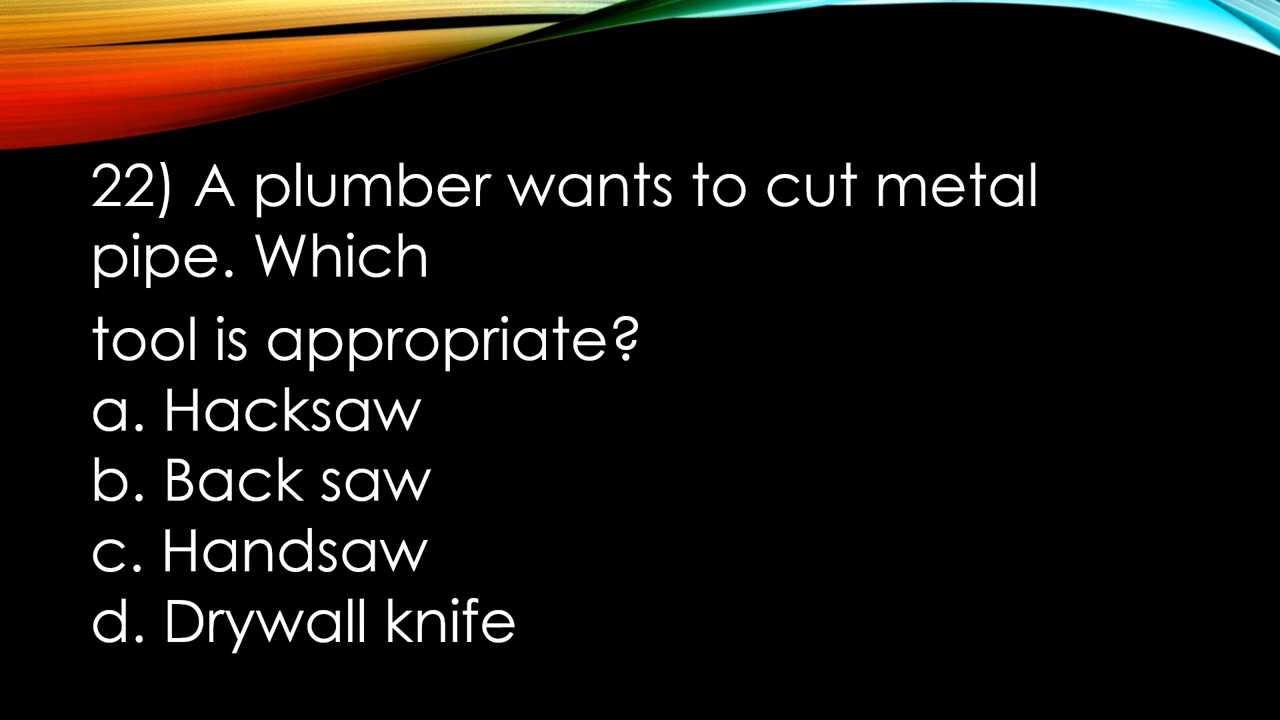 22) A plumber wants to cut metal
pipe. Which
tool is appropriate?
a. Hacksaw
b. Back saw
c. Handsaw
d. Drywall knife